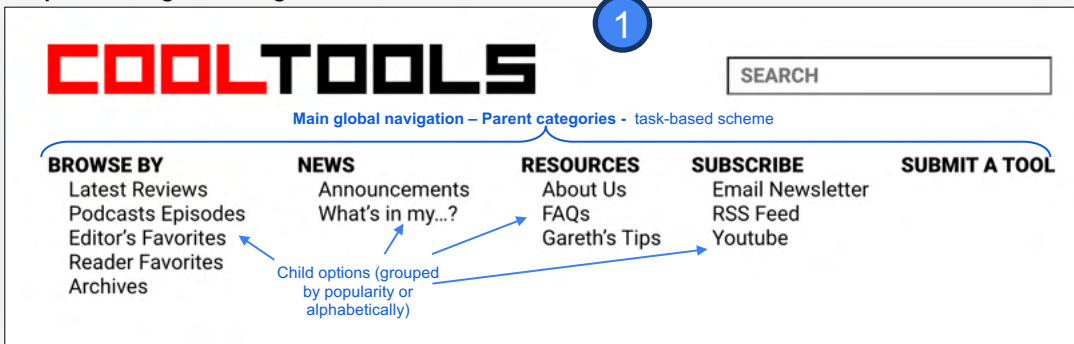 1
COOLTOOLS
SEARCH
Main global navigation – Parent categories - task-based scheme
BROWSE BY
Latest Reviews
Podcasts Episodes
Editor's Favorites
Reader Favorites
Archives
NEWS
Announcements
What's in my...?
RESOURCES
About Us
FAQs
Gareth's Tips
SUBSCRIBE
Email Newsletter
RSS Feed
Youtube
SUBMIT A TOOL
Child options (grouped
by popularity or
alphabetically)